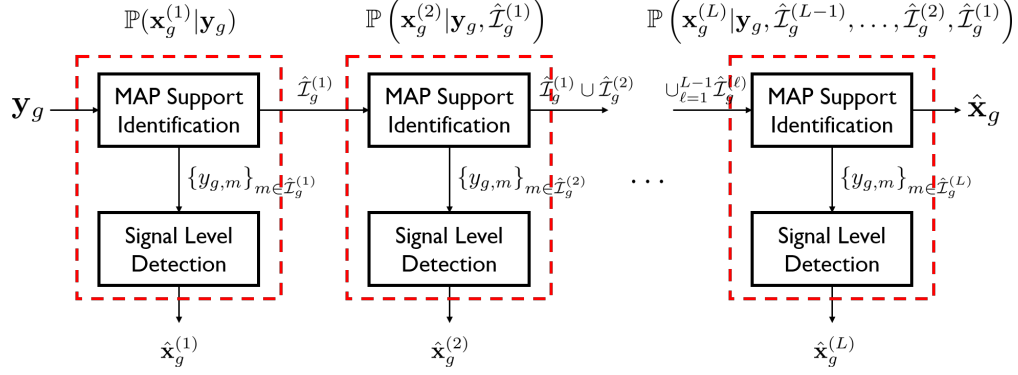 ℙ(𝐱_g^{(1)}|𝐲_g)
ℙ(𝐱_g^{(2)}|𝐲_g, Î_g^{(1)})
ℙ(𝐱_g^{(L)}|𝐲_g, Î_g^{(L−1)}, . . . , Î_g^{(2)}, Î_g^{(1)})
𝐲_g
MAP Support
Identification
Î_g^{(1)}
MAP Support
Identification
Î_g^{(1)} ∪ Î_g^{(2)}
∪_{ℓ=1}^{L−1} Î_g^{(ℓ)}
MAP Support
Identification
𝐱̂_g
{y_{g,m}}_{m∈Î_g^{(1)}}
{y_{g,m}}_{m∈Î_g^{(2)}}
. . .
{y_{g,m}}_{m∈Î_g^{(L)}}
Signal Level
Detection
Signal Level
Detection
Signal Level
Detection
𝐱̂_g^{(1)}
𝐱̂_g^{(2)}
𝐱̂_g^{(L)}